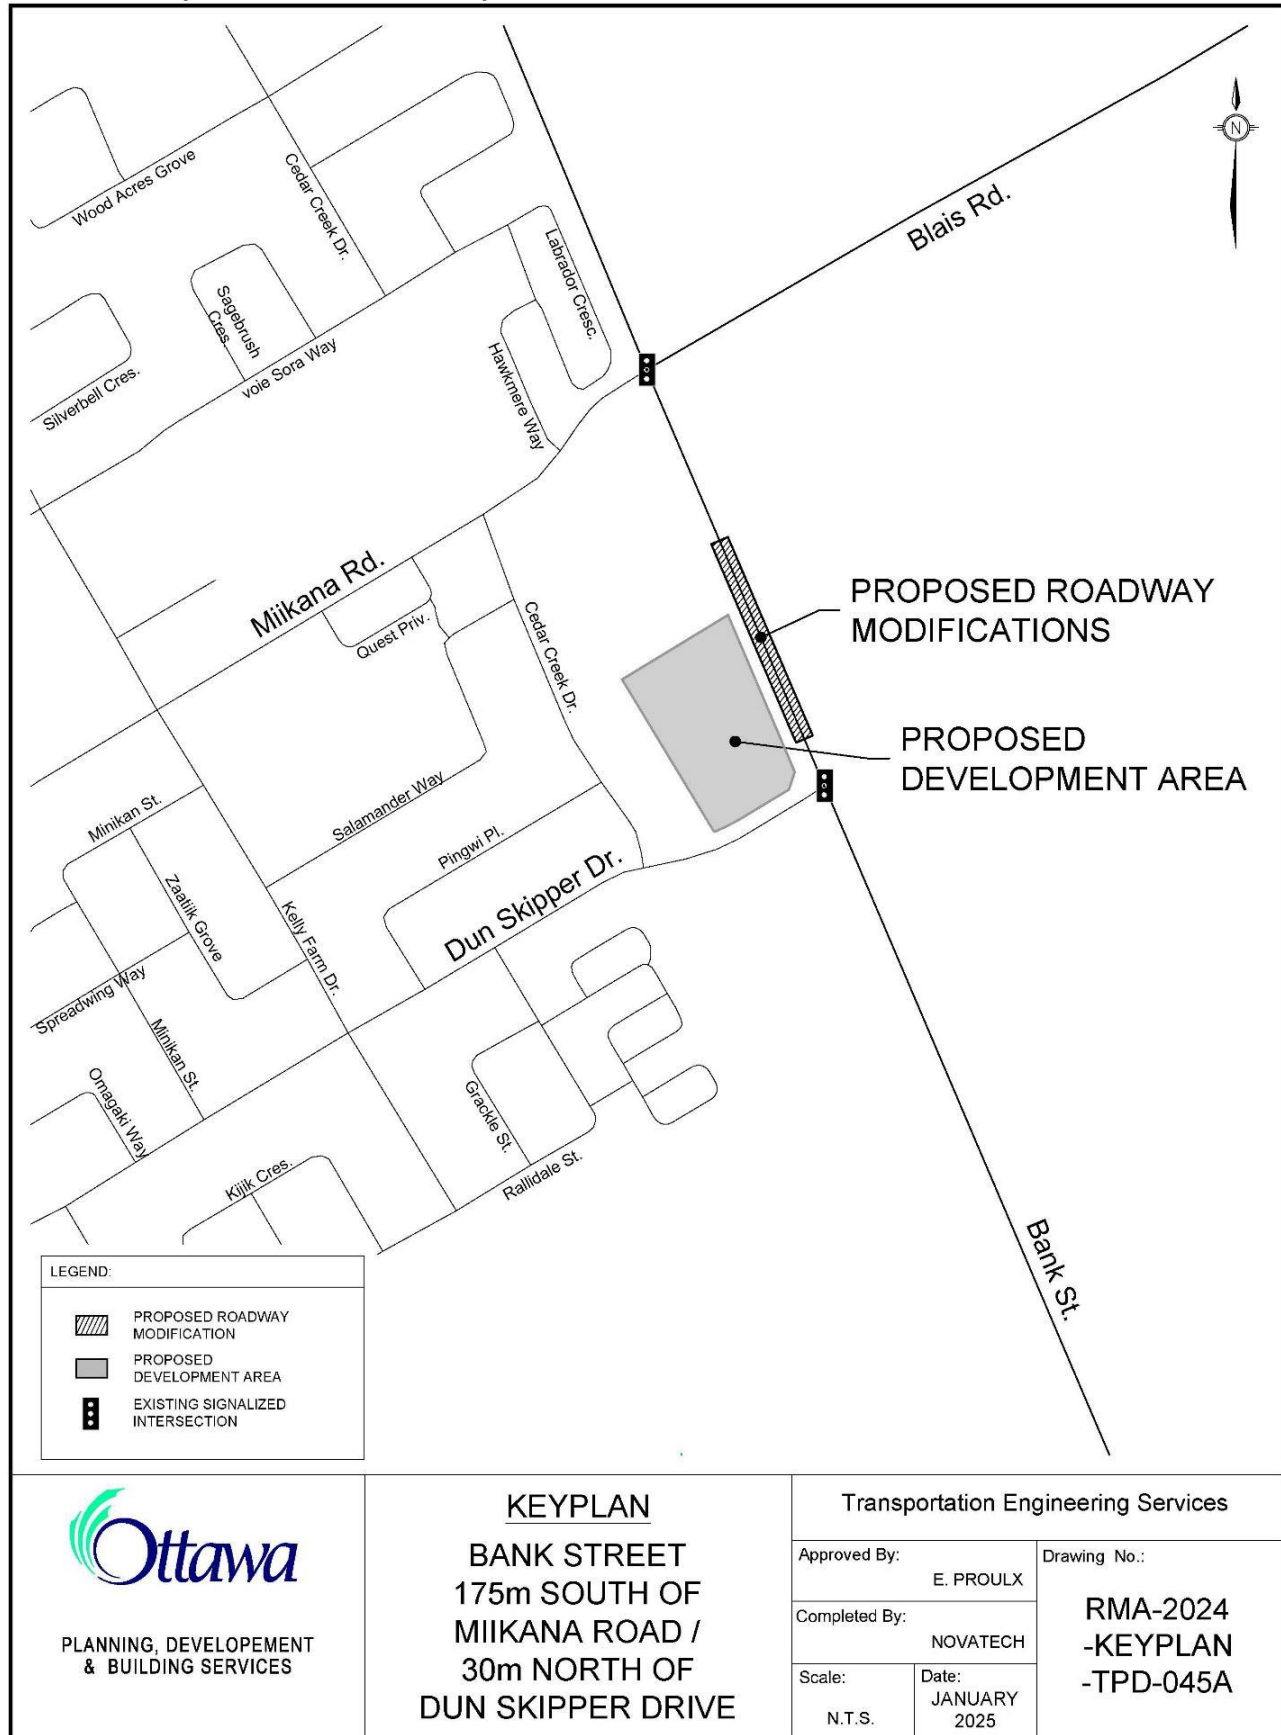 Wood Acres Grove
Cedar Creek Dr.
Blais Rd.
N
Labrador Cresc.
Sagebrush
Cres.
voie Sora Way
Silverbell Cres.
Hawkmere Way
Miikana Rd.
Quest Priv.
Cedar Creek Dr.
PROPOSED ROADWAY
MODIFICATIONS
PROPOSED
DEVELOPMENT AREA
Minikan St.
Salamander Way
Pingwi Pl.
Dun Skipper Dr.
Zaatiik Grove
Kelly Farm Dr.
Spreadwing Way
Minikan St.
Omagaki Way
Grackle St.
Kijik Cres.
Rallidale St.
Bank St.
LEGEND:
PROPOSED ROADWAY
MODIFICATION
PROPOSED
DEVELOPMENT AREA
EXISTING SIGNALIZED
INTERSECTION
Ottawa
PLANNING, DEVELOPEMENT
& BUILDING SERVICES
KEYPLAN
BANK STREET
175m SOUTH OF
MIIKANA ROAD /
30m NORTH OF
DUN SKIPPER DRIVE
Transportation Engineering Services
Approved By:
E. PROULX
Completed By:
NOVATECH
Scale:
N.T.S.
Date:
JANUARY
2025
Drawing No.:
RMA-2024
-KEYPLAN
-TPD-045A